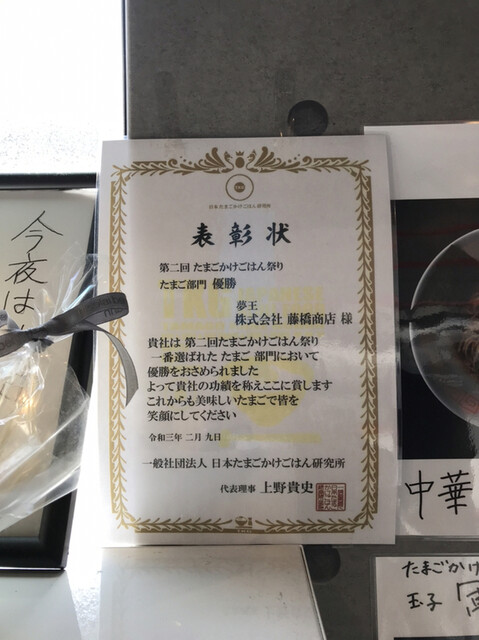 日本たまごかけごはん研究所
表彰状
第二回 たまごかけごはん祭り
たまご部門 優勝
夢王
株式会社 藤橋商店 様
貴社は 第二回たまごかけごはん祭り
一番選ばれた たまご 部門において
優勝をおさめられました
よって貴社の功績を称えここに賞します
これからも美味しいたまごで皆を
笑顔にしてください
令和三年 二月 九日
一般社団法人 日本たまごかけごはん研究所
代表理事 上野貴史
今夜は
中華
たまごかけ
玉子